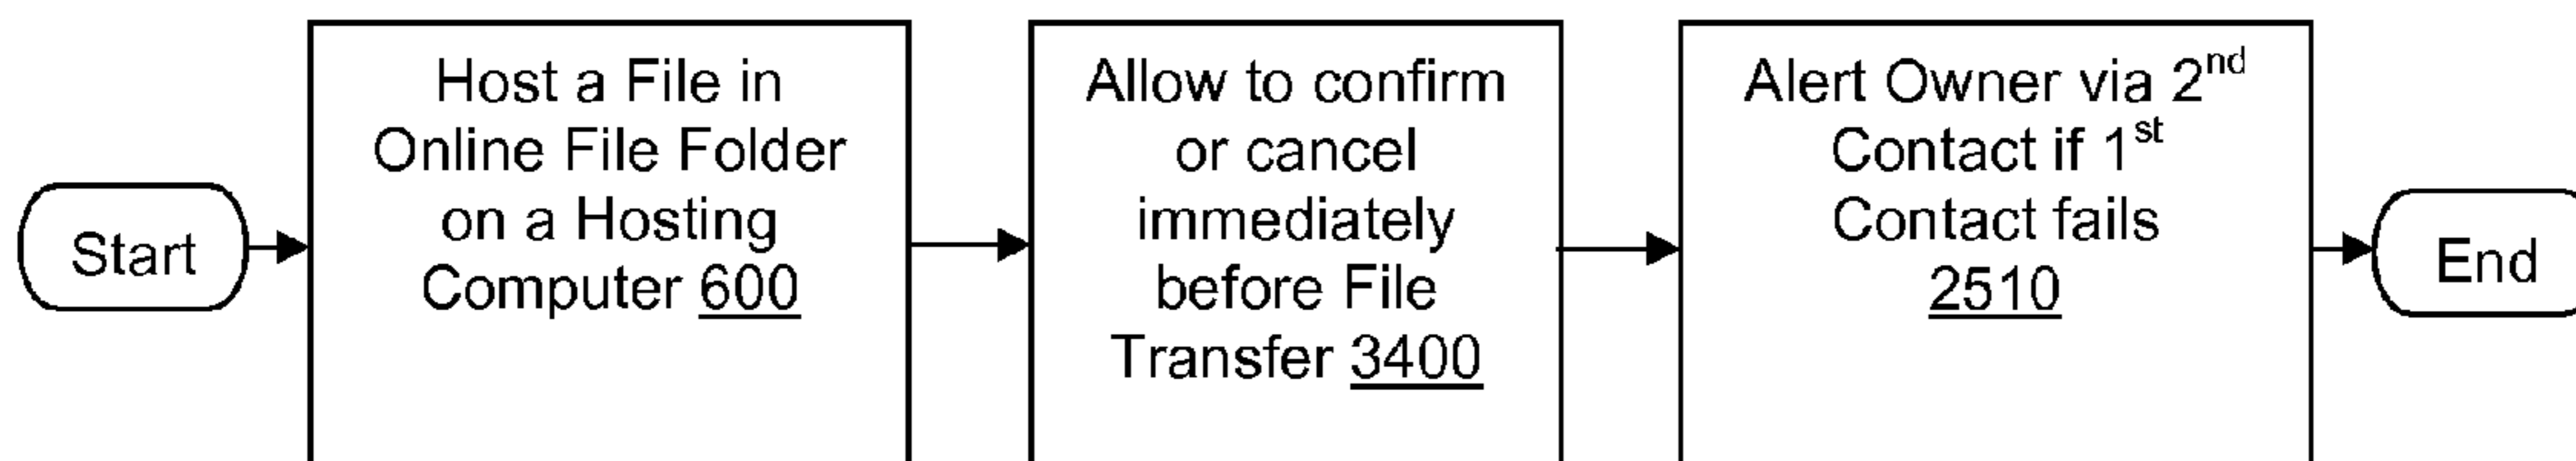 Start
Host a File in
Online File Folder
on a Hosting
Computer 600
Allow to confirm
or cancel
immediately
before File
Transfer 3400
Alert Owner via 2nd
Contact if 1st
Contact fails
2510
End